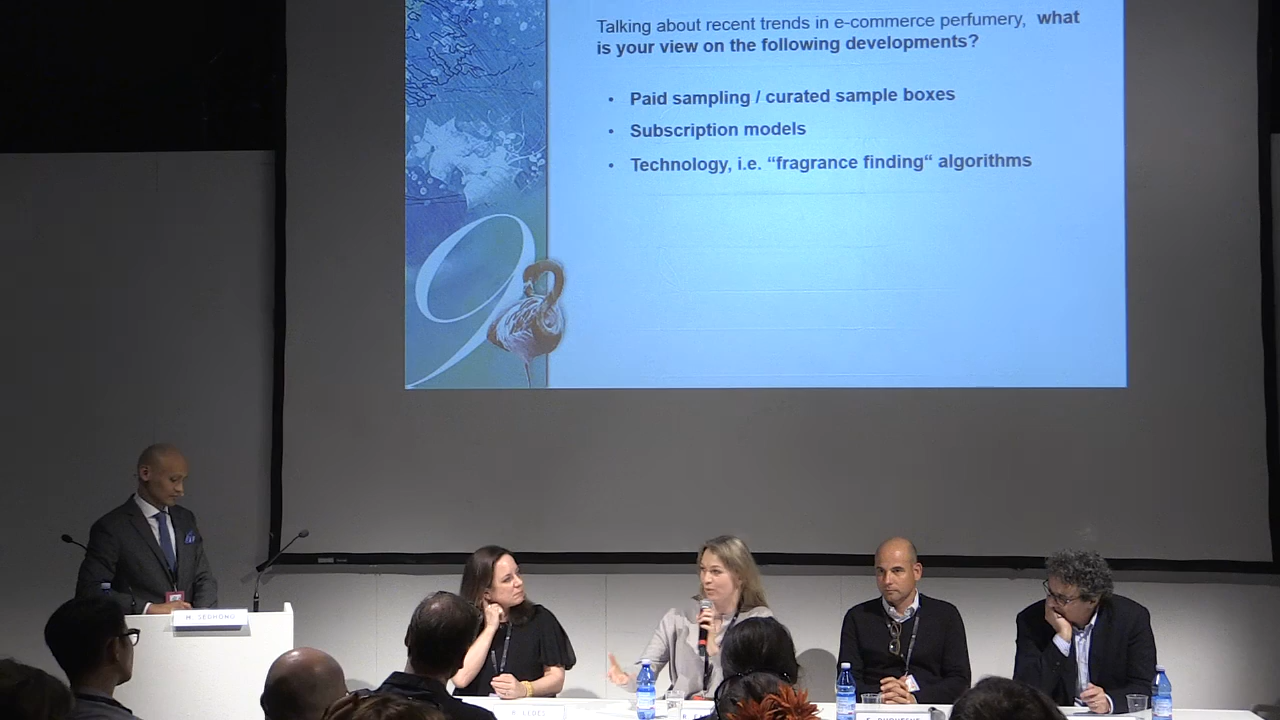 Talking about recent trends in e-commerce perfumery, what
is your view on the following developments?
• Paid sampling / curated sample boxes
• Subscription models
• Technology, i.e. “fragrance finding“ algorithms
9